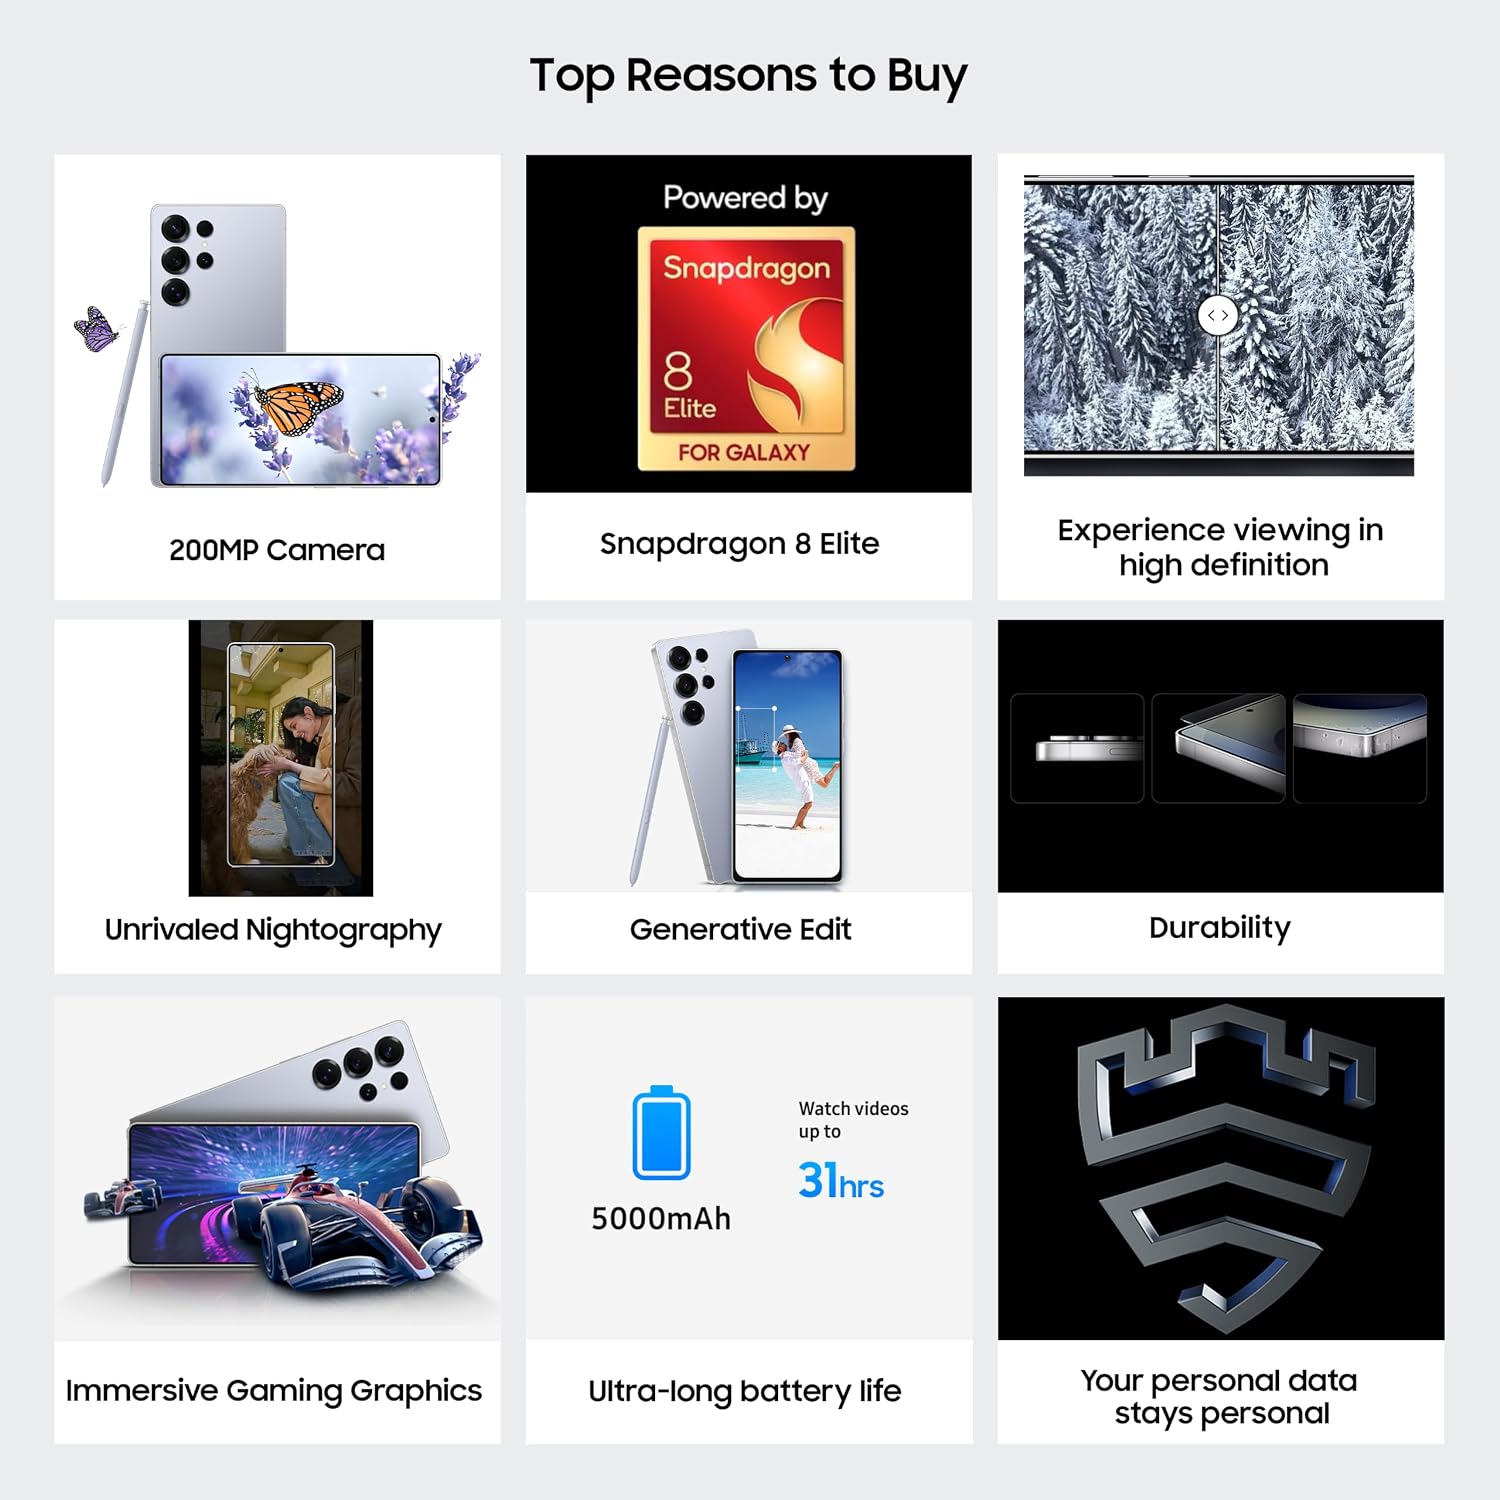 Top Reasons to Buy
Powered by
Snapdragon
8
Elite
FOR GALAXY
200MP Camera
Snapdragon 8 Elite
Experience viewing in
high definition
Unrivaled Nightography
Generative Edit
Durability
5000mAh
Watch videos
up to
31hrs
Immersive Gaming Graphics
Ultra-long battery life
Your personal data
stays personal